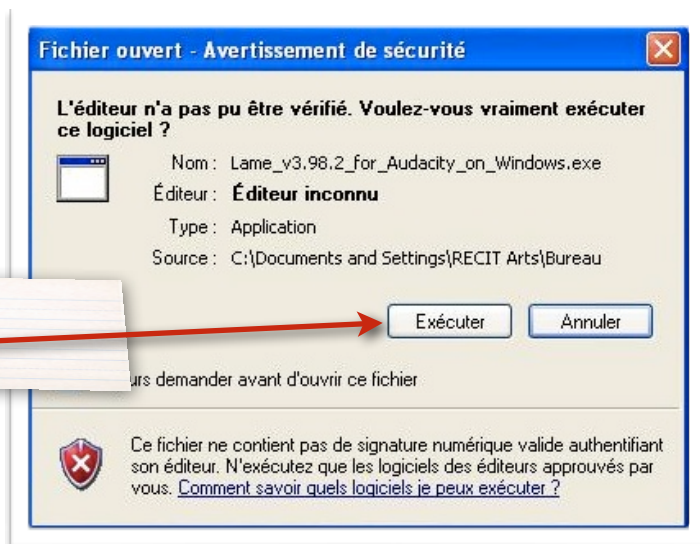 Fichier ouvert - Avertissement de sécurité
L'éditeur n'a pas pu être vérifié. Voulez-vous vraiment exécuter
ce logiciel ?
Nom : Lame_v3.98.2_for_Audacity_on_Windows.exe
Éditeur : Éditeur inconnu
Type : Application
Source : C:\Documents and Settings\RECIT Arts\Bureau
Exécuter Annuler
demander avant d'ouvrir ce fichier
Ce fichier ne contient pas de signature numérique valide authentifiant
son éditeur. N'exécutez que les logiciels des éditeurs approuvés par
vous. Comment savoir quels logiciels je peux exécuter ?